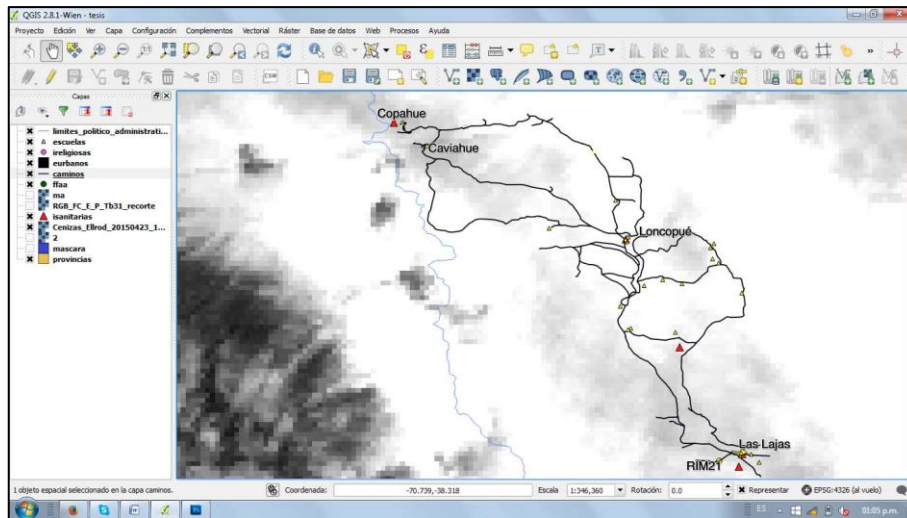 QGIS 2.8.1-Wien - tesis
Proyecto Edición Ver Capa Configuración Complementos Vectorial Ráster Base de datos Web Procesos Ayuda
CSW
Capas
limites_politico_administrati...
escuelas
ireligiosas
eurbanos
caminos
ffaa
ma
RGB_FC_E_P_Tb31_recorte
isanitarias
Cenizas_Ellrod_20150423_1...
2
mascara
provincias
Copahue
Caviahue
Loncopué
Las Lajas
RIM21
1 objeto espacial seleccionado en la capa caminos.
Coordenada: -70.739,-38.318
Escala 1:346,360
Rotación: 0.0
Representar
EPSG:4326 (al vuelo)
ES
01:05 p.m.